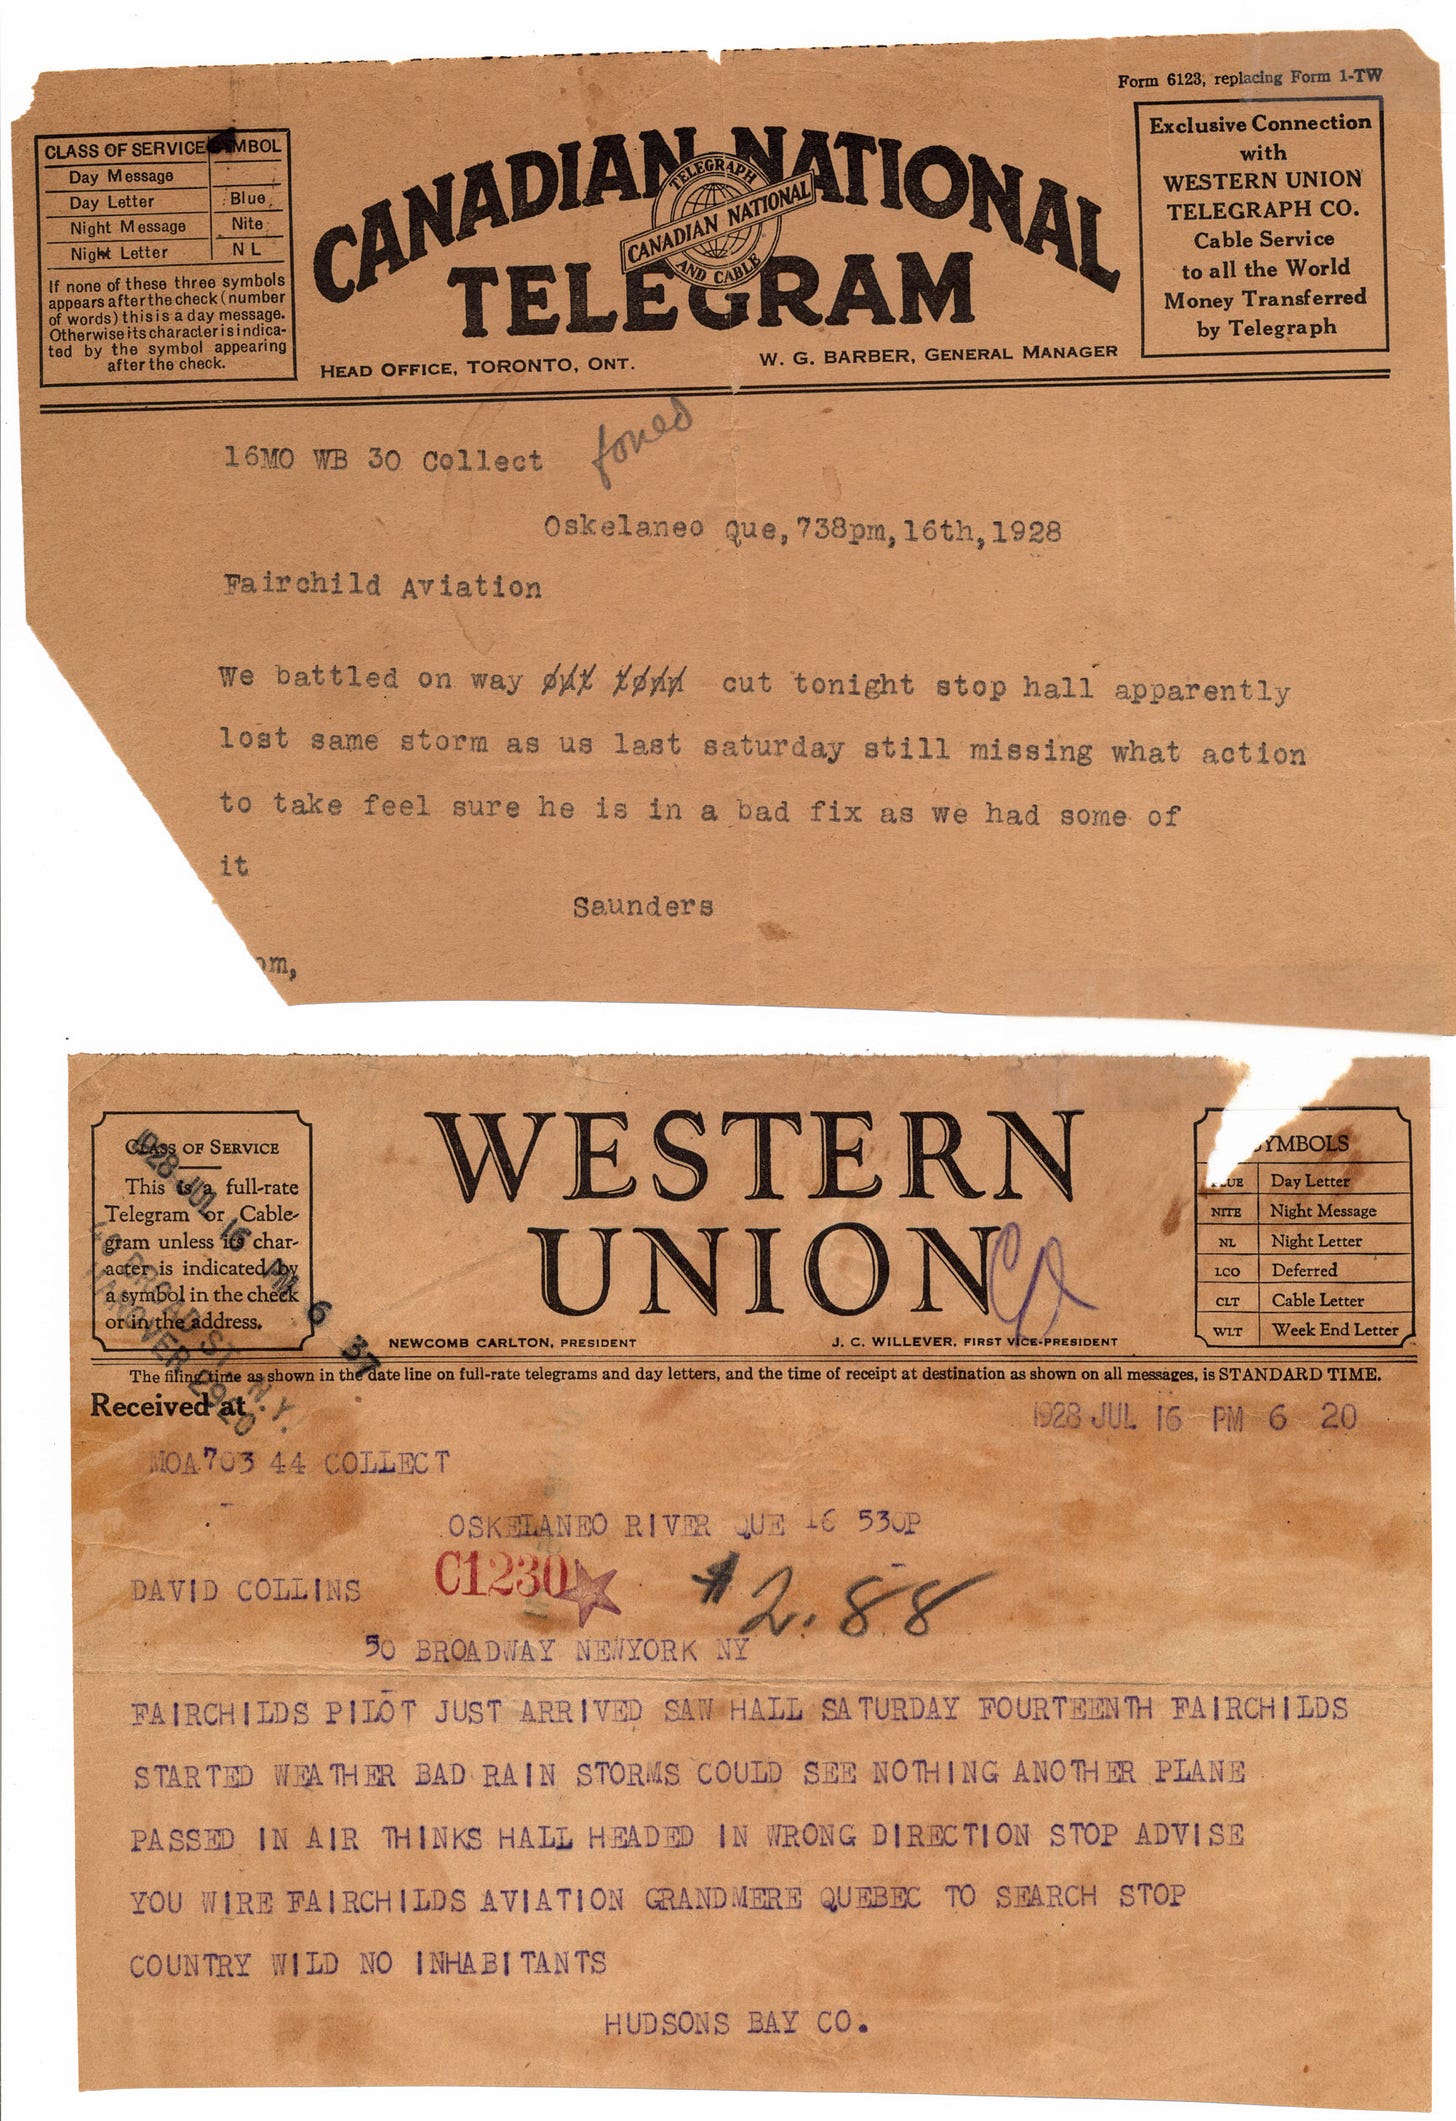 Form 6123, replacing Form 1-TW
CLASS OF SERVICE SYMBOL
Day Message
Day Letter Blue
Night Message Nite
Night Letter N L
If none of these three symbols
appears after the check (number
of words) this is a day message.
Otherwise its character is indica-
ted by the symbol appearing
after the check.
CANADIAN NATIONAL
TELEGRAPH
CANADIAN NATIONAL
AND CABLE
TELEGRAM
HEAD OFFICE, TORONTO, ONT.
W. G. BARBER, GENERAL MANAGER
Exclusive Connection
with
WESTERN UNION
TELEGRAPH CO.
Cable Service
to all the World
Money Transferred
by Telegraph
16MO WB 30 Collect
foned
Oskelaneo Que,738pm,16th,1928
Fairchild Aviation
We battled on way cut tonight stop hall apparently
lost same storm as us last saturday still missing what action
to take feel sure he is in a bad fix as we had some of
it
Saunders
om,
WESTERN
UNION
CLASS OF SERVICE
This is a full-rate
Telegram or Cable-
gram unless its char-
acter is indicated by
a symbol in the check
or in the address.
1928 JUL 16 PM 6 37
BROAD ST. N.Y.
HANOVER
NEWCOMB CARLTON, PRESIDENT
J. C. WILLEVER, FIRST VICE-PRESIDENT
SYMBOLS
BLUE Day Letter
NITE Night Message
NL Night Letter
LCO Deferred
CLT Cable Letter
WLT Week End Letter
The filing time as shown in the date line on full-rate telegrams and day letters, and the time of receipt at destination as shown on all messages, is STANDARD TIME.
Received at
1928 JUL 16 PM 6 20
MOA703 44 COLLECT
OSKELANEO RIVER QUE 16 530P
DAVID COLLINS
C1230
$2.88
50 BROADWAY NEWYORK NY
FAIRCHILDS PILOT JUST ARRIVED SAW HALL SATURDAY FOURTEENTH FAIRCHILDS
STARTED WEATHER BAD RAIN STORMS COULD SEE NOTHING ANOTHER PLANE
PASSED IN AIR THINKS HALL HEADED IN WRONG DIRECTION STOP ADVISE
YOU WIRE FAIRCHILDS AVIATION GRANDMERE QUEBEC TO SEARCH STOP
COUNTRY WILD NO INHABITANTS
HUDSONS BAY CO.